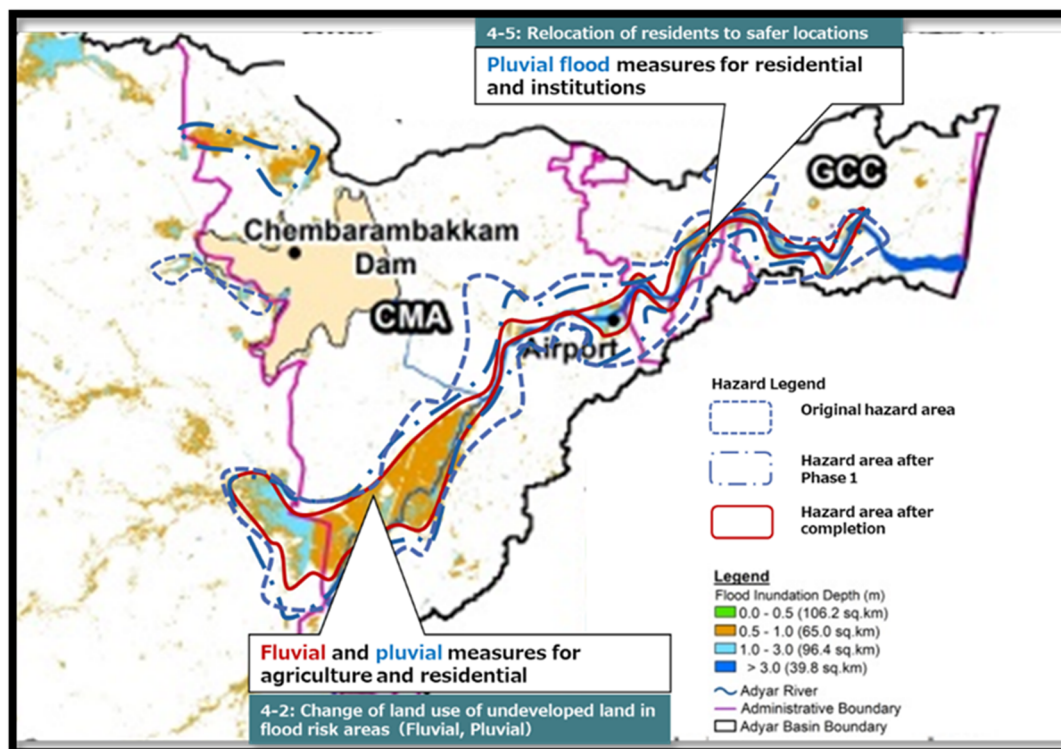 4-5: Relocation of residents to safer locations
Pluvial flood measures for residential
and institutions
GCC
Chembarambakkam
Dam
CMA
Airport
Hazard Legend
Original hazard area
Hazard area after
Phase 1
Hazard area after
completion
Legend
Flood Inundation Depth (m)
0.0 - 0.5 (106.2 sq.km)
0.5 - 1.0 (65.0 sq.km)
1.0 - 3.0 (96.4 sq.km)
> 3.0 (39.8 sq.km)
Adyar River
Administrative Boundary
Adyar Basin Boundary
Fluvial and pluvial measures for
agriculture and residential
4-2: Change of land use of undeveloped land in
flood risk areas (Fluvial, Pluvial)